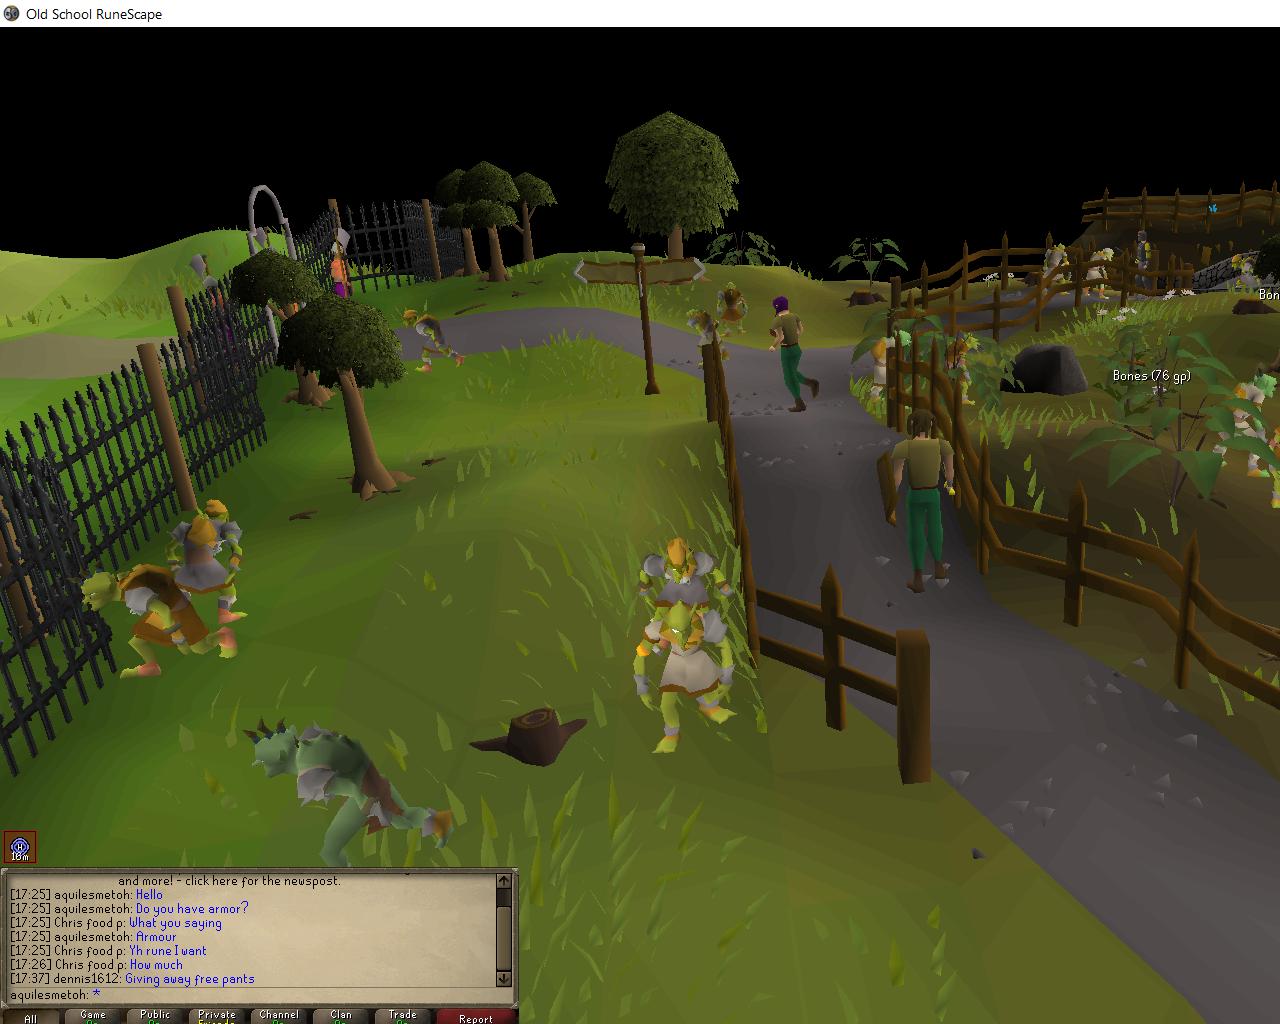 Old School RuneScape
Bon
Bones (76 gp)
16m
and more! - click here for the newspost.
[17:25] aquilesmetoh: Hello
[17:25] aquilesmetoh: Do you have armor?
[17:25] Chris food p: What you saying
[17:25] aquilesmetoh: Armour
[17:25] Chris food p: Yh rune I want
[17:26] Chris food p: How much
[17:37] dennis1612: Giving away free pants
aquilesmetoh: *
All Game Public Private Channel Clan Trade Report